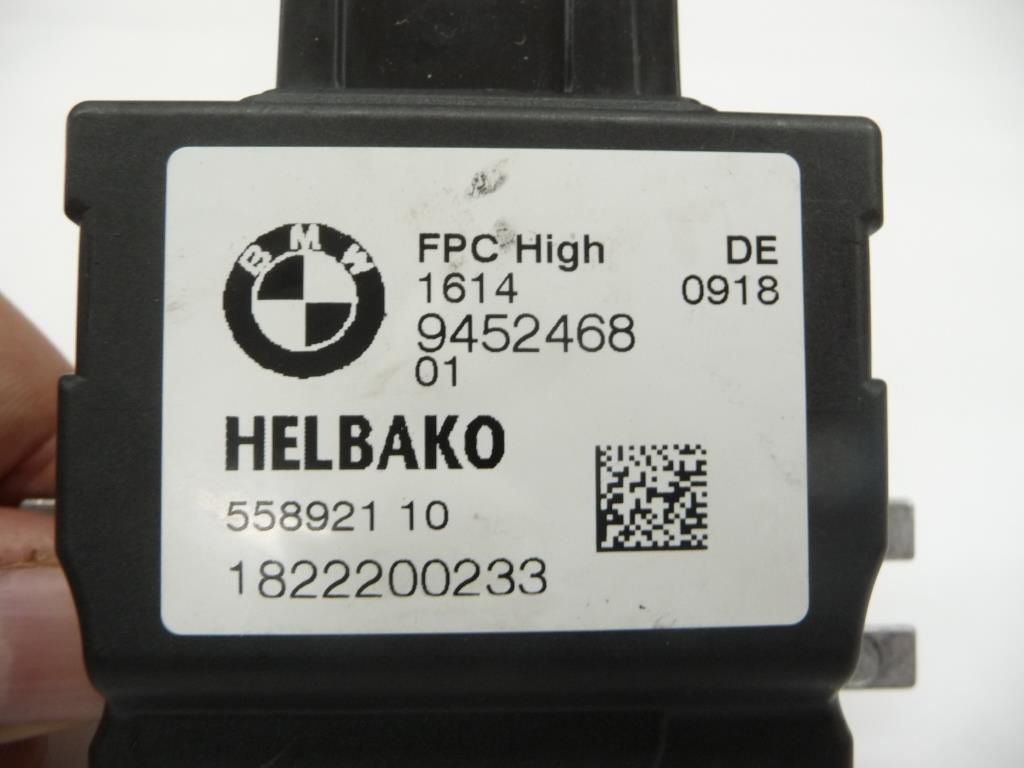 BMW
FPC High DE
1614 0918
9452468
01
HELBAKO
558921 10
1822200233